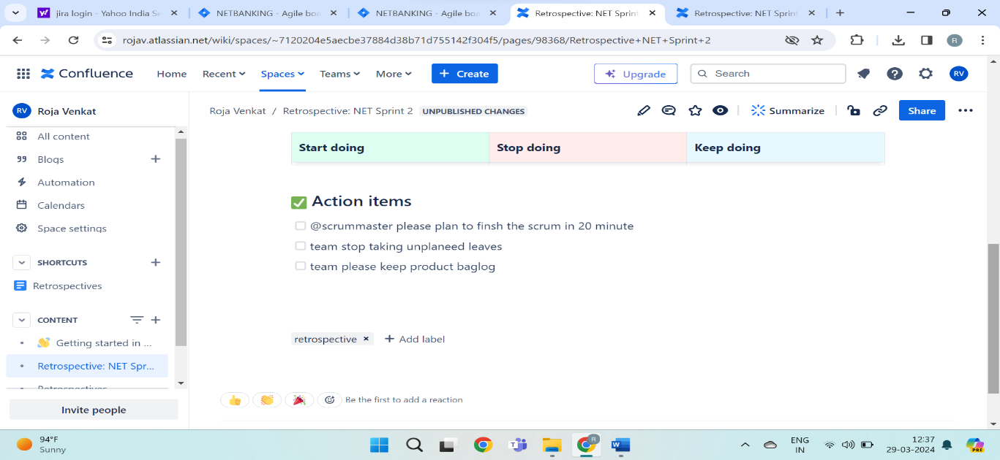 jira login - Yahoo India Se
NETBANKING - Agile boa
NETBANKING - Agile boa
Retrospective: NET Sprin
Retrospective: NET Sprint
rojav.atlassian.net/wiki/spaces/~7120204e5aecbe37884d38b71d755142f304f5/pages/98368/Retrospective+NET+Sprint+2
R
Confluence
Home
Recent
Spaces
Teams
More
+ Create
Upgrade
Search
RV
RV Roja Venkat
Roja Venkat / Retrospective: NET Sprint 2 UNPUBLISHED CHANGES
Summarize
Share
All content
Blogs
Automation
Calendars
Space settings
SHORTCUTS
Retrospectives
CONTENT
Getting started in ...
Retrospective: NET Spr...
Retrospectives
Invite people
Start doing
Stop doing
Keep doing
Action items
@scrummaster please plan to finsh the scrum in 20 minute
team stop taking unplaneed leaves
team please keep product baglog
retrospective ×
+ Add label
Be the first to add a reaction
94°F
Sunny
T
R
W
ENG
IN
12:37
29-03-2024
PRE